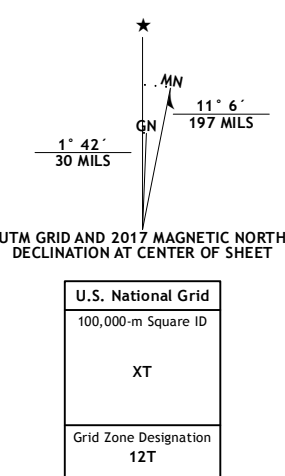 ★
MN
GN
11° 6´
197 MILS
1° 42´
30 MILS
UTM GRID AND 2017 MAGNETIC NORTH
DECLINATION AT CENTER OF SHEET
U.S. National Grid
100,000-m Square ID
XT
Grid Zone Designation
12T